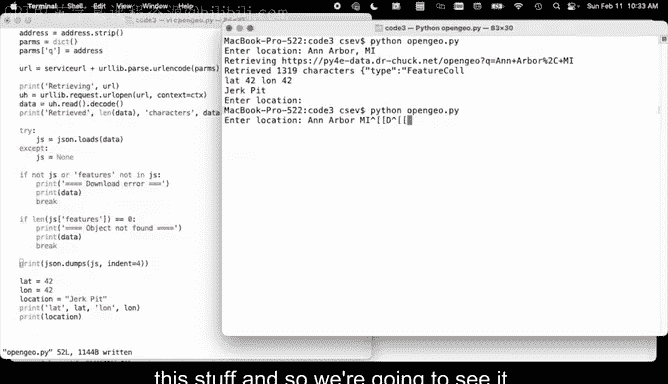 Terminal Shell Edit View Window Help
Sun Feb 11 10:33 AM
code3 — vi opengeo.py —
address = address.strip()
parms = dict()
parms['q'] = address
url = serviceurl + urllib.parse.urlencode(parms)
print('Retrieving', url)
uh = urllib.request.urlopen(url, context=ctx)
data = uh.read().decode()
print('Retrieved', len(data), 'characters', data
try:
js = json.loads(data)
except:
js = None
if not js or 'features' not in js:
print('==== Download error ===')
print(data)
break
if len(js['features']) == 0:
print('==== Object not found ====')
print(data)
break
print(json.dumps(js, indent=4))
lat = 42
lon = 42
location = "Jerk Pit"
print('lat', lat, 'lon', lon)
print(location)
"opengeo.py" 52L, 1144B written
code3 — Python opengeo.py — 83×30
MacBook-Pro-522:code3 csev$ python opengeo.py
Enter location: Ann Arbor, MI
Retrieving https://py4e-data.dr-chuck.net/opengeo?q=Ann+Arbor%2C+MI
Retrieved 1319 characters {"type":"FeatureColl
lat 42 lon 42
Jerk Pit
Enter location:
MacBook-Pro-522:code3 csev$ python opengeo.py
Enter location: Ann Arbor MI^[[D^[[
this stuff and so we're going to see it